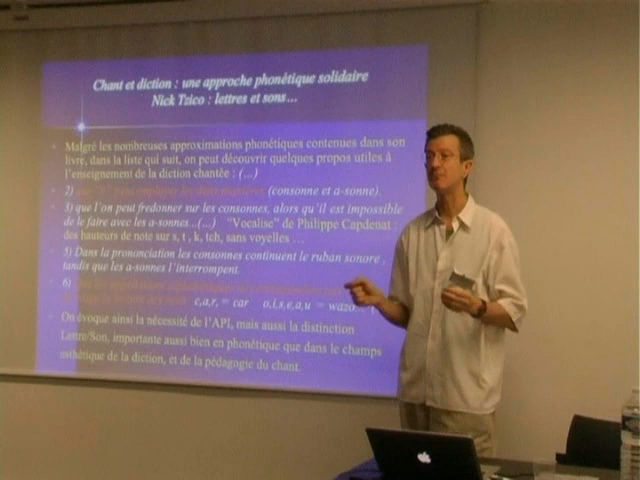 Chant et diction : une approche phonétique solidaire
Nick Tzico : lettres et sons…
Malgré les nombreuses approximations phonétiques contenues dans son
livre, dans la liste qui suit, on peut découvrir quelques propos utiles à
l'enseignement de la diction chantée : (…)
2) (consonne et a-sonne).
3) que l'on peut fredonner sur les consonnes, alors qu'il est impossible
de le faire avec les a-sonnes ..(…) "Vocalise" de Philippe Capdenat :
des hauteurs de note sur s, t , k, tch, sans voyelles …
5) Dans la prononciation les consonnes continuent le ruban sonore ,
tandis que les a-sonnes l'interrompent.
6)
c,a,r, = car o,i,s,e,a,u = wazo
On évoque ainsi la nécessité de l'API, mais aussi la distinction
Lettre/Son, importante aussi bien en phonétique que dans le champs
esthétique de la diction, et de la pédagogie du chant.